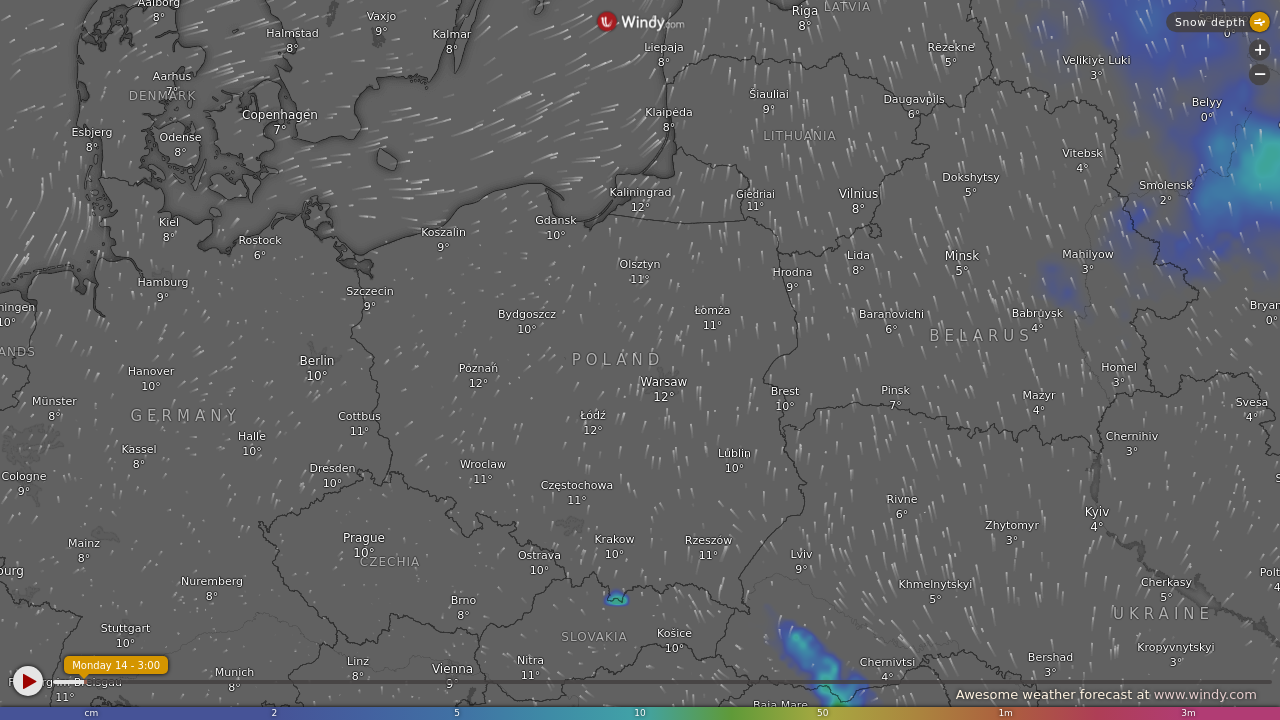 Aalborg
8°
Halmstad
8°
Vaxjo
9°
Kalmar
8°
Windy.com
Liepaja
8°
Riga
8°
LATVIA
Rēzekne
5°
Velikiye Luki
3°
0°
Snow depth
+
−
Aarhus
7°
DENMARK
Copenhagen
7°
Esbjerg
8°
Odense
8°
Klaipėda
8°
Šiauliai
9°
LITHUANIA
Daugavpils
6°
Belyy
0°
Vitebsk
4°
Dokshytsy
5°
Smolensk
2°
Kaliningrad
12°
Giedriai
11°
Vilnius
8°
Kiel
8°
Rostock
6°
Koszalin
9°
Gdansk
10°
Olsztyn
11°
Hrodna
9°
Lida
8°
Minsk
5°
Mahilyow
3°
Hamburg
9°
Szczecin
9°
Bydgoszcz
10°
Łomża
11°
Baranovichi
6°
Babruysk
4°
BELARUS
ningen
10°
ANDS
Hanover
10°
Berlin
10°
Poznań
12°
POLAND
Warsaw
12°
Brest
10°
Pinsk
7°
Mazyr
4°
Homel
3°
Svesa
4°
Münster
8°
GERMANY
Cottbus
11°
Łódź
12°
Kassel
8°
Halle
10°
Chernihiv
3°
Cologne
9°
Dresden
10°
Wroclaw
11°
Częstochowa
11°
Lublin
10°
Rivne
6°
Zhytomyr
3°
Kyiv
4°
Mainz
8°
Prague
10°
CZECHIA
Ostrava
10°
Krakow
10°
Rzeszow
11°
Lviv
9°
Nuremberg
8°
Brno
8°
Khmelnytskyi
5°
Cherkasy
5°
UKRAINE
Stuttgart
10°
SLOVAKIA
Košice
10°
Kropyvnytskyi
3°
Monday 14 - 3:00
Munich
8°
Linz
8°
Vienna
9
Nitra
11°
Chernivtsi
4°
Bershad
3°
11°
Baia Mare
Awesome weather forecast at www.windy.com
cm 2 5 10 50 1m 3m